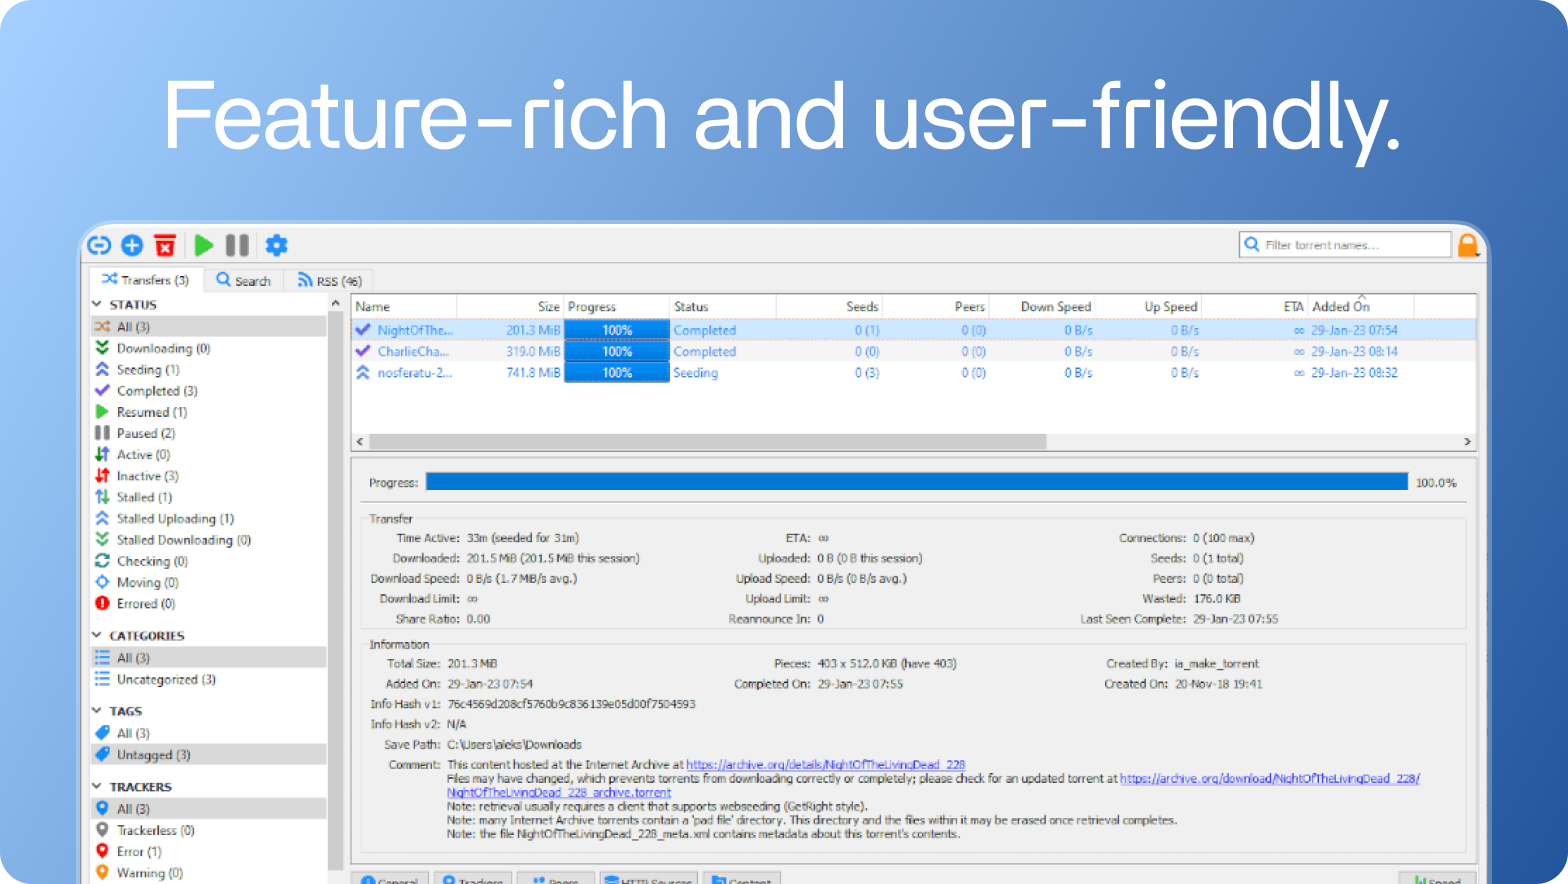 Feature-rich and user-friendly.
Filter torrent names...
Transfers (3) Search RSS (46)
STATUS
All (3)
Downloading (0)
Seeding (1)
Completed (3)
Resumed (1)
Paused (2)
Active (0)
Inactive (3)
Stalled (1)
Stalled Uploading (1)
Stalled Downloading (0)
Checking (0)
Moving (0)
Errored (0)
CATEGORIES
All (3)
Uncategorized (3)
TAGS
All (3)
Untagged (3)
TRACKERS
All (3)
Trackerless (0)
Error (1)
Warning (0)
Name Size Progress Status Seeds Peers Down Speed Up Speed ETA Added On
NightOfThe... 201.3 MiB 100% Completed 0 (1) 0 (0) 0 B/s 0 B/s ∞ 29-Jan-23 07:54
CharlieCha... 319.0 MiB 100% Completed 0 (0) 0 (0) 0 B/s 0 B/s ∞ 29-Jan-23 08:14
nosferatu-2... 741.8 MiB 100% Seeding 0 (3) 0 (0) 0 B/s 0 B/s ∞ 29-Jan-23 08:32
Progress: 100.0%
Transfer
Time Active: 33m (seeded for 31m) ETA: ∞ Connections: 0 (100 max)
Downloaded: 201.5 MiB (201.5 MiB this session) Uploaded: 0 B (0 B this session) Seeds: 0 (1 total)
Download Speed: 0 B/s (1.7 MiB/s avg.) Upload Speed: 0 B/s (0 B/s avg.) Peers: 0 (0 total)
Download Limit: ∞ Upload Limit: ∞ Wasted: 176.0 KiB
Share Ratio: 0.00 Reannounce In: 0 Last Seen Complete: 29-Jan-23 07:55
Information
Total Size: 201.3 MiB Pieces: 403 x 512.0 KiB (have 403) Created By: ia_make_torrent
Added On: 29-Jan-23 07:54 Completed On: 29-Jan-23 07:55 Created On: 20-Nov-18 19:41
Info Hash v1: 76c4569d208cf5760b9c836139e05d00f7504593
Info Hash v2: N/A
Save Path: C:\Users\aleks\Downloads
Comment: This content hosted at the Internet Archive at https://archive.org/details/NightOfTheLivingDead_228
Files may have changed, which prevents torrents from downloading correctly or completely; please check for an updated torrent at https://archive.org/download/NightOfTheLivingDead_228/
NightOfTheLivingDead_228_archive.torrent
Note: retrieval usually requires a client that supports webseeding (GetRight style).
Note: many Internet Archive torrents contain a 'pad file' directory. This directory and the files within it may be erased once retrieval completes.
Note: the file NightOfTheLivingDead_228_meta.xml contains metadata about this torrent's contents.
General Trackers Peers HTTP Sources Content Speed